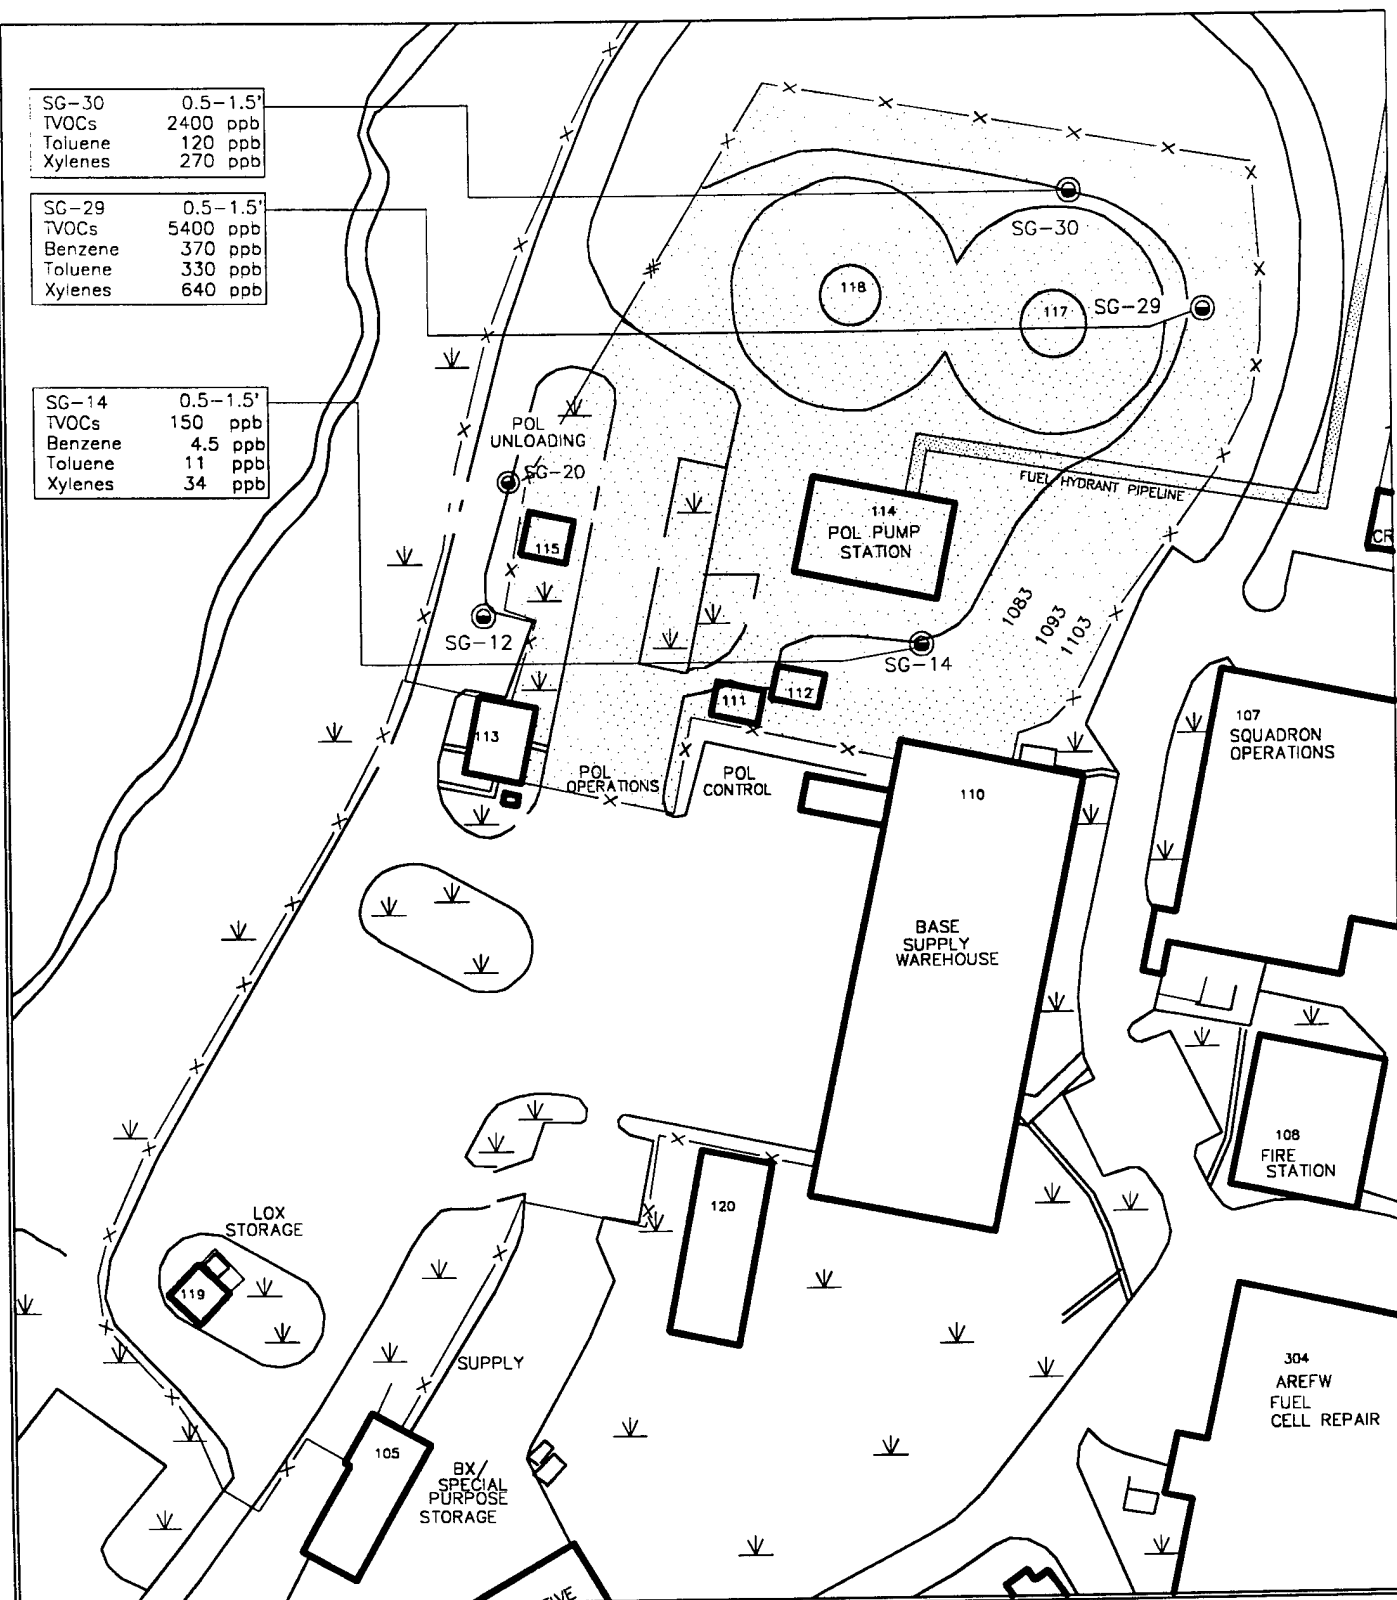 SG-30 0.5-1.5'
TVOCs 2400 ppb
Toluene 120 ppb
Xylenes 270 ppb
SG-29 0.5-1.5'
TVOCs 5400 ppb
Benzene 370 ppb
Toluene 330 ppb
Xylenes 640 ppb
SG-14 0.5-1.5'
TVOCs 150 ppb
Benzene 4.5 ppb
Toluene 11 ppb
Xylenes 34 ppb
SG-30
118
117
SG-29
POL
UNLOADING
SG-20
FUEL HYDRANT PIPELINE
114
POL PUMP
STATION
115
CR
1083
1093
1103
SG-12
SG-14
111
112
113
107
SQUADRON
OPERATIONS
POL
OPERATIONS
POL
CONTROL
110
BASE
SUPPLY
WAREHOUSE
108
FIRE
STATION
120
LOX
STORAGE
119
SUPPLY
304
AREFW
FUEL
CELL REPAIR
105
BX/
SPECIAL
PURPOSE
STORAGE
TIVE